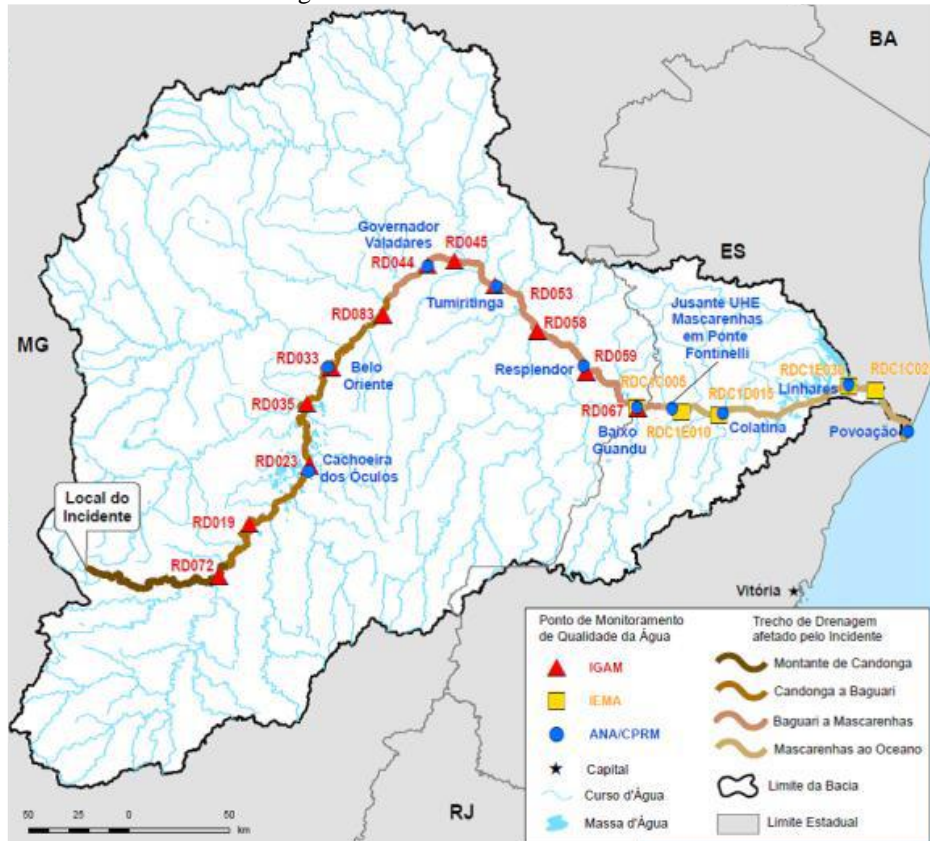 BA
ES
MG
RJ
Governador
Valadares
RD045
RD044
Tumiritinga
RD053
RD083
RD058
Jusante UHE
Mascarenhas
em Ponte
Fontinelli
RD033
Belo
Oriente
Resplendor
RD059
RDC1C005
RDC1E030
RDC1C02
Linhares
RDC1D015
RD035
RD067
Baixo
Guandu
RDC1E010
Colatina
Povoação
RD023
Cachoeira
dos Óculos
Local do
Incidente
RD019
RD072
Vitória
Ponto de Monitoramento
de Qualidade da Água
IGAM
IEMA
ANA/CPRM
Capital
Curso d'Água
Massa d'Água
Trecho de Drenagem
afetado pelo Incidente
Montante de Candonga
Candonga a Baguari
Baguari a Mascarenhas
Mascarenhas ao Oceano
Limite da Bacia
Limite Estadual
50 25 0 50
km